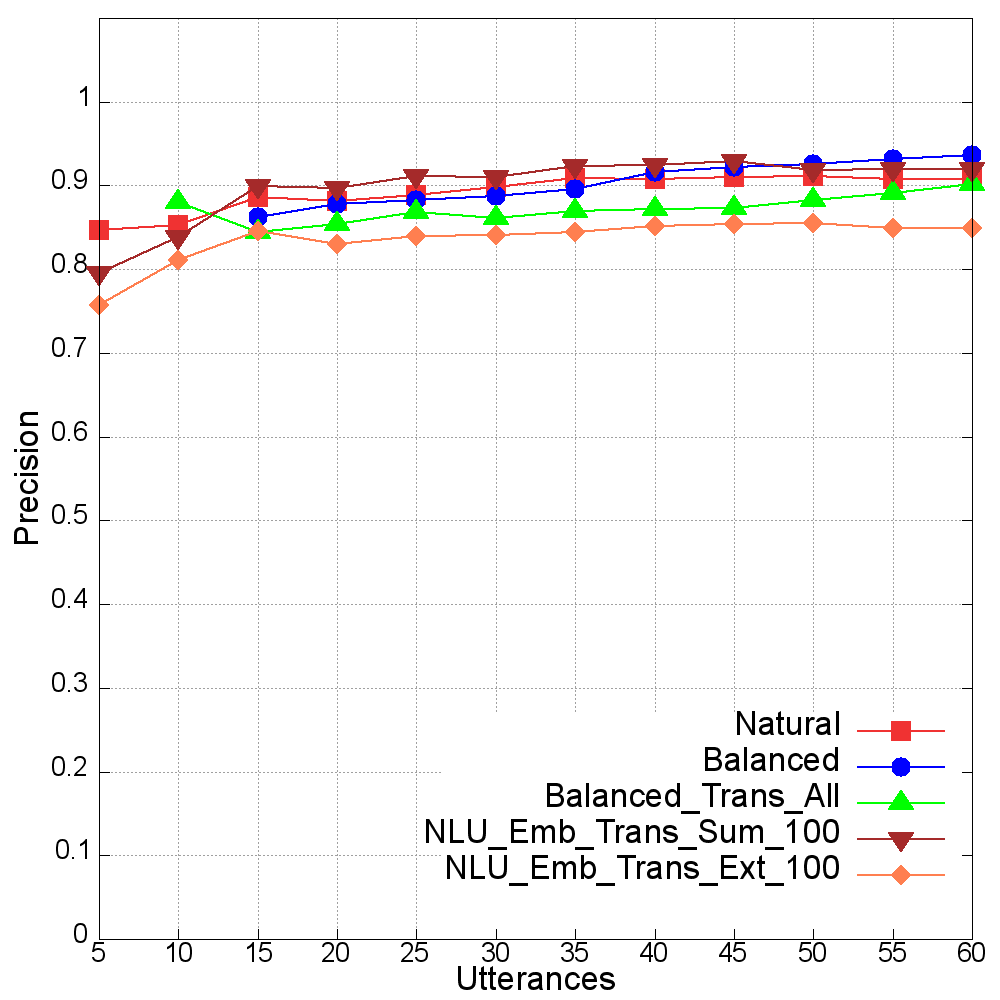 1
0.9
0.8
0.7
0.6
0.5
0.4
0.3
0.2
0.1
0
Precision
Natural
Balanced
Balanced_Trans_All
NLU_Emb_Trans_Sum_100
NLU_Emb_Trans_Ext_100
5 10 15 20 25 30 35 40 45 50 55 60
Utterances